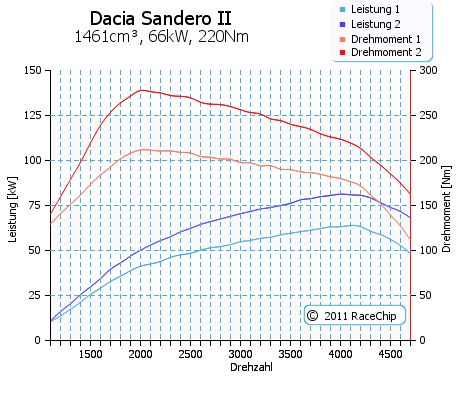 Dacia Sandero II
1461cm³, 66kW, 220Nm
Leistung 1
Leistung 2
Drehmoment 1
Drehmoment 2
150
125
100
75
50
25
0
Leistung [kW]
300
250
200
150
100
50
0
Drehmoment [Nm]
1500 2000 2500 3000 3500 4000 4500
Drehzahl
© 2011 RaceChip